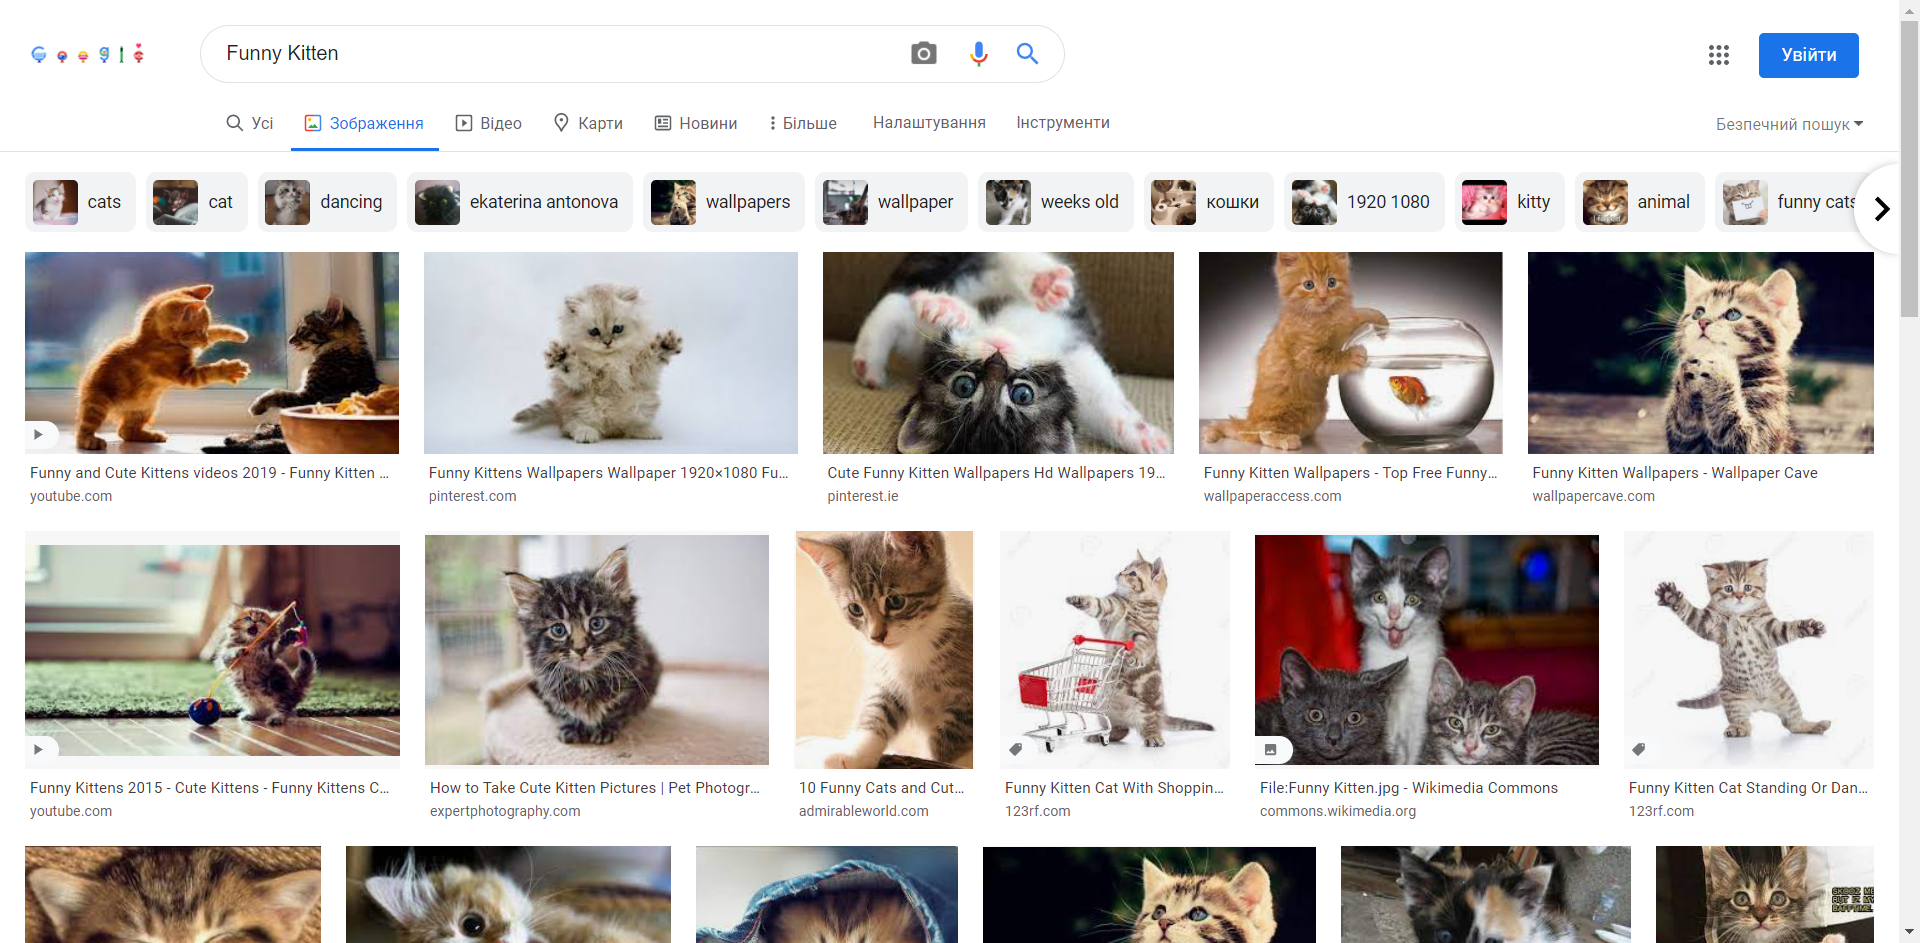 Google
Funny Kitten
Увійти
Усі Зображення Відео Карти Новини Більше Налаштування Інструменти Безпечний пошук
cats cat dancing ekaterina antonova wallpapers wallpaper weeks old кошки 1920 1080 kitty animal funny cats
Funny and Cute Kittens videos 2019 - Funny Kitten ...
youtube.com
Funny Kittens Wallpapers Wallpaper 1920×1080 Fu...
pinterest.com
Cute Funny Kitten Wallpapers Hd Wallpapers 19...
pinterest.ie
Funny Kitten Wallpapers - Top Free Funny...
wallpaperaccess.com
Funny Kitten Wallpapers - Wallpaper Cave
wallpapercave.com
Funny Kittens 2015 - Cute Kittens - Funny Kittens C...
youtube.com
How to Take Cute Kitten Pictures | Pet Photogr...
expertphotography.com
10 Funny Cats and Cut...
admirableworld.com
Funny Kitten Cat With Shoppin...
123rf.com
File:Funny Kitten.jpg - Wikimedia Commons
commons.wikimedia.org
Funny Kitten Cat Standing Or Dan...
123rf.com